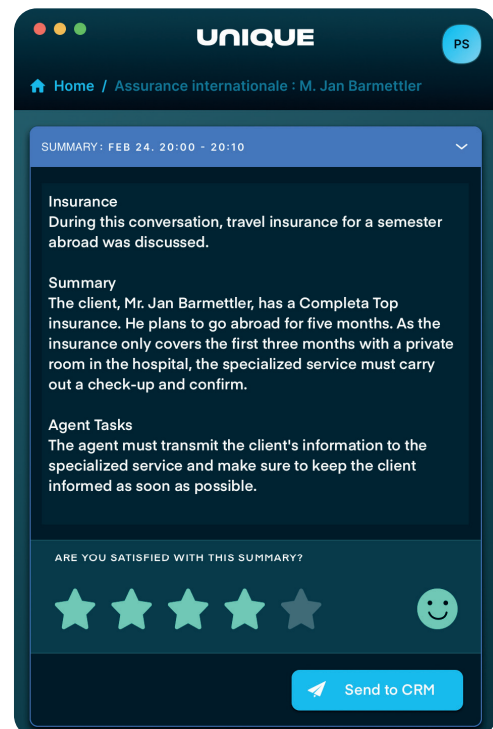 UNIQUE
PS
Home / Assurance internationale : M. Jan Barmettler
SUMMARY: FEB 24. 20:00 - 20:10
Insurance
During this conversation, travel insurance for a semester
abroad was discussed.
Summary
The client, Mr. Jan Barmettler, has a Completa Top
insurance. He plans to go abroad for five months. As the
insurance only covers the first three months with a private
room in the hospital, the specialized service must carry
out a check-up and confirm.
Agent Tasks
The agent must transmit the client's information to the
specialized service and make sure to keep the client
informed as soon as possible.
ARE YOU SATISFIED WITH THIS SUMMARY?
Send to CRM